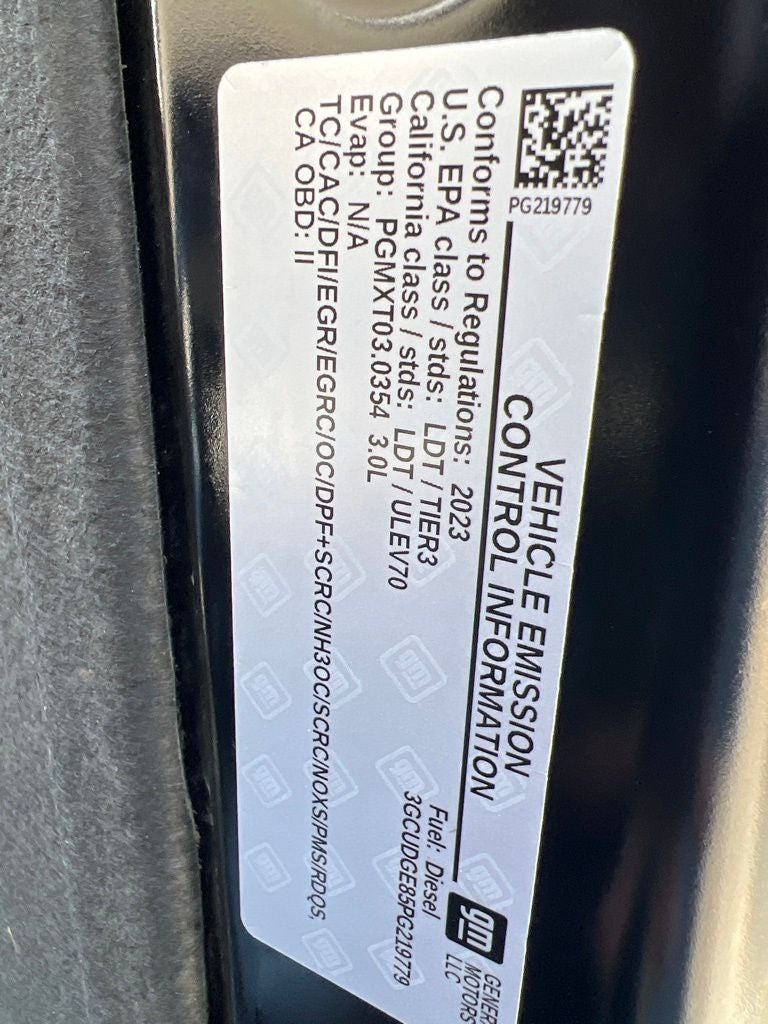 PG219779
VEHICLE EMISSION
CONTROL INFORMATION
gm
GENER
MOTORS
LLC
Conforms to Regulations: 2023
U.S. EPA class / stds: LDT / TIER3
California class / stds: LDT / ULEV70
Group: PGMXT03.0354 3.0L
Evap: N/A
TC/CAC/DFI/EGR/EGRC/OC/DPF+SCRC/NH3OC/SCRC/NOXS/PMS/RDQS,
CA OBD: II
Fuel: Diesel
3GCUDGE85PG219779